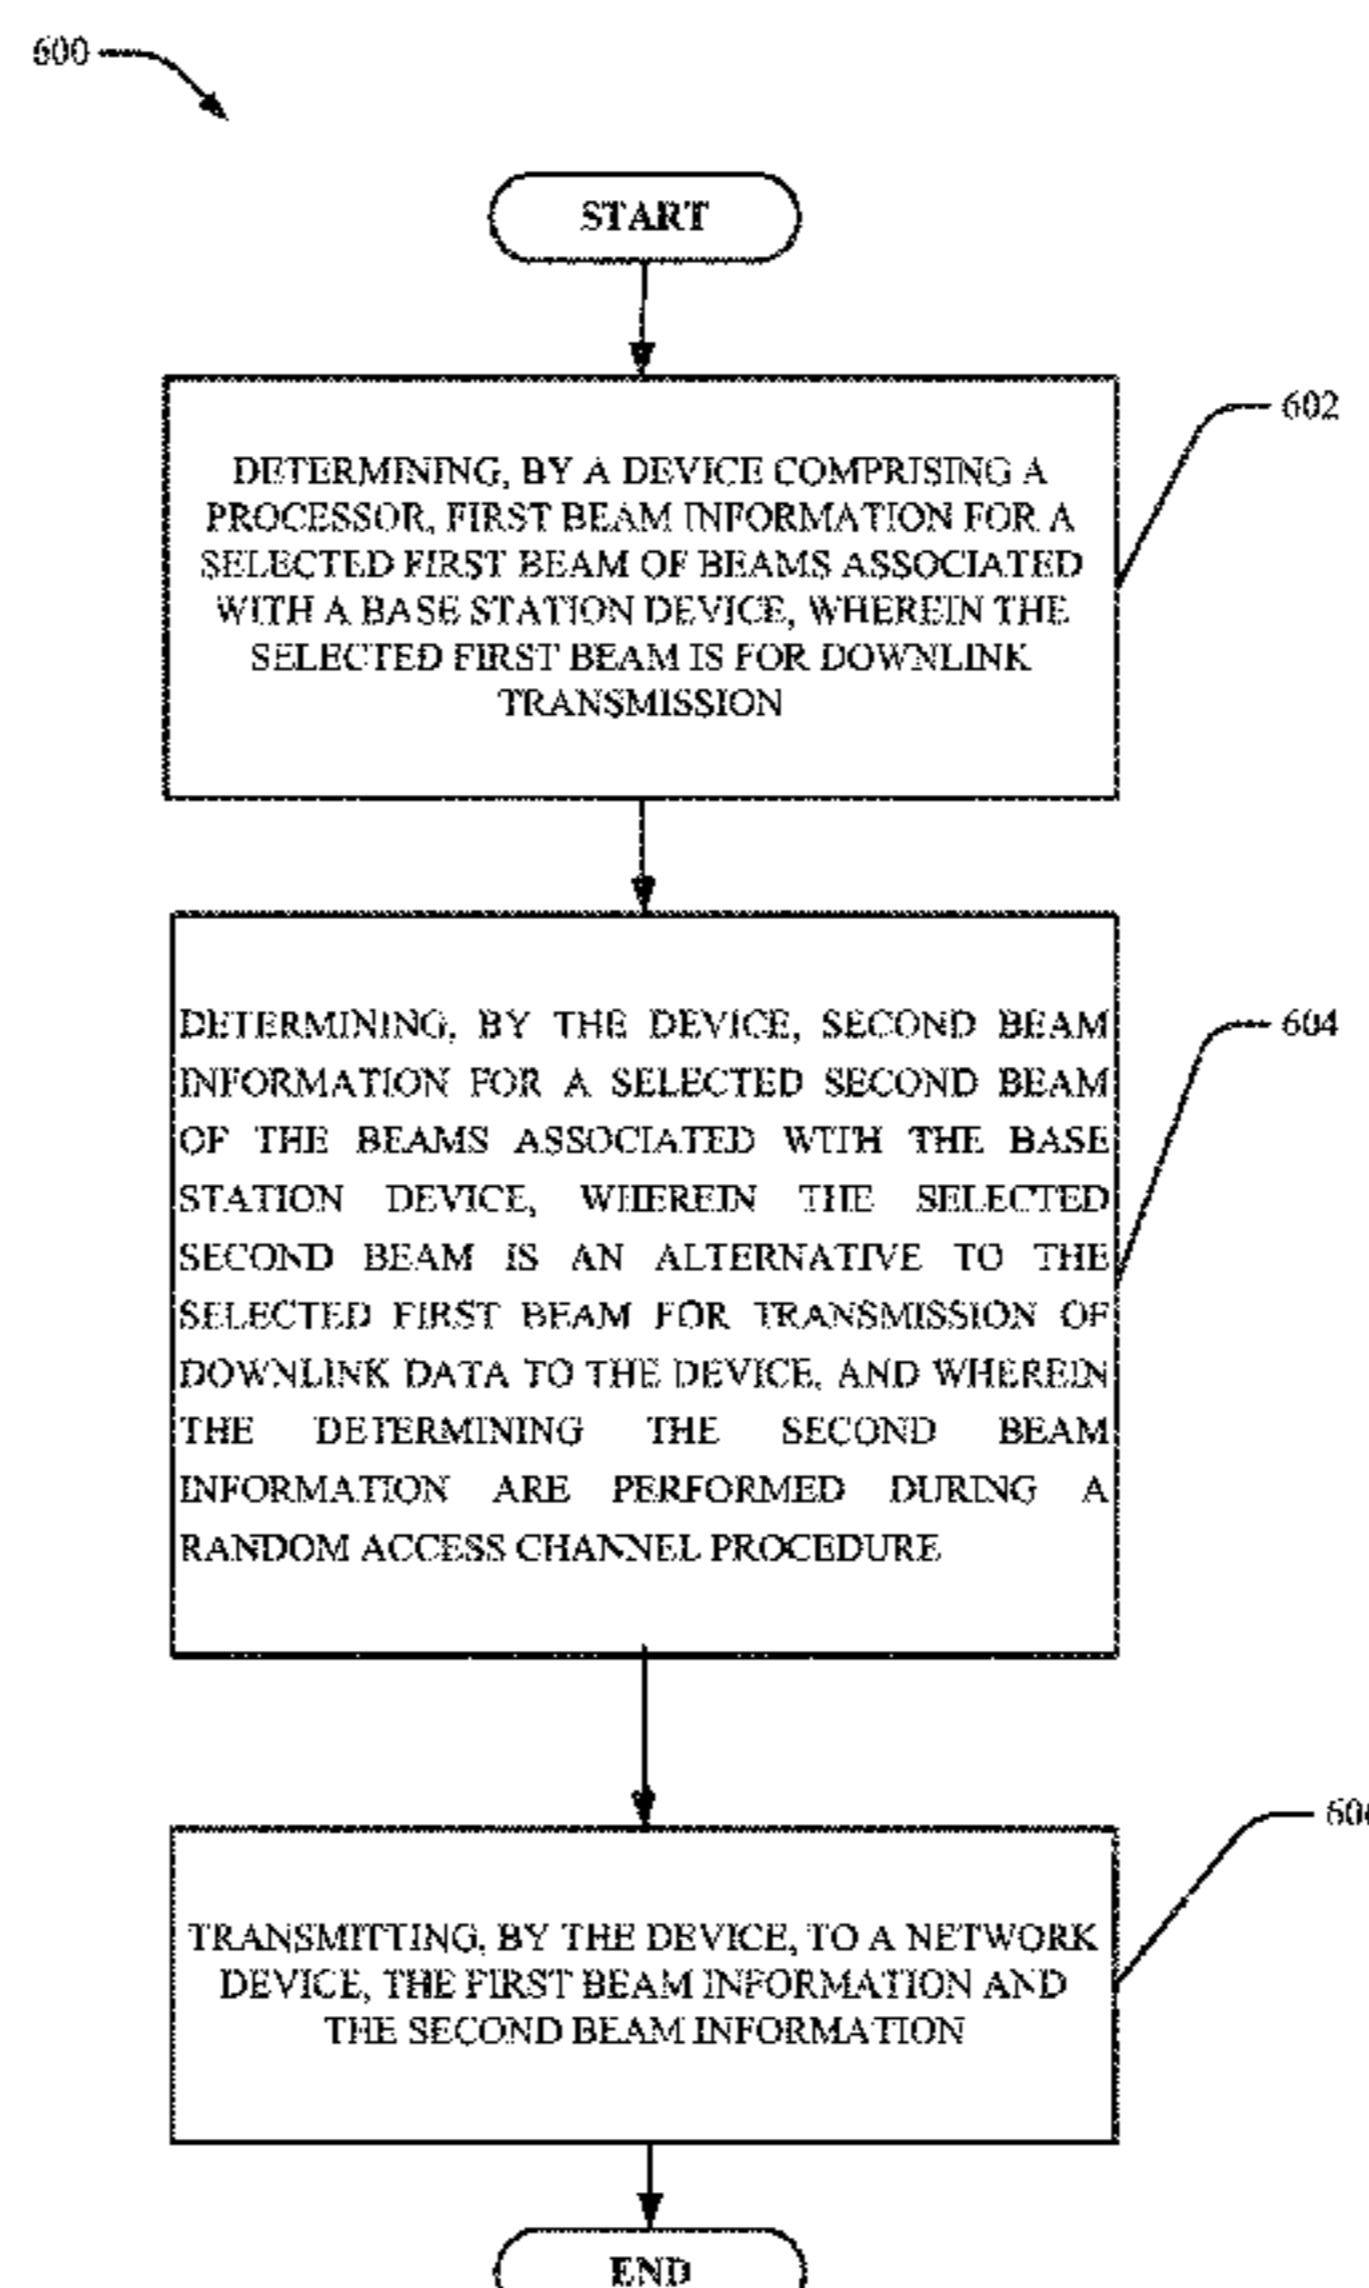 600
START
DETERMINING, BY A DEVICE COMPRISING A
PROCESSOR, FIRST BEAM INFORMATION FOR A
SELECTED FIRST BEAM OF BEAMS ASSOCIATED
WITH A BASE STATION DEVICE, WHEREIN THE
SELECTED FIRST BEAM IS FOR DOWNLINK
TRANSMISSION
602
DETERMINING, BY THE DEVICE, SECOND BEAM
INFORMATION FOR A SELECTED SECOND BEAM
OF THE BEAMS ASSOCIATED WITH THE BASE
STATION DEVICE, WHEREIN THE SELECTED
SECOND BEAM IS AN ALTERNATIVE TO THE
SELECTED FIRST BEAM FOR TRANSMISSION OF
DOWNLINK DATA TO THE DEVICE, AND WHEREIN
THE DETERMINING THE SECOND BEAM
INFORMATION ARE PERFORMED DURING A
RANDOM ACCESS CHANNEL PROCEDURE
604
TRANSMITTING, BY THE DEVICE, TO A NETWORK
DEVICE, THE FIRST BEAM INFORMATION AND
THE SECOND BEAM INFORMATION
END